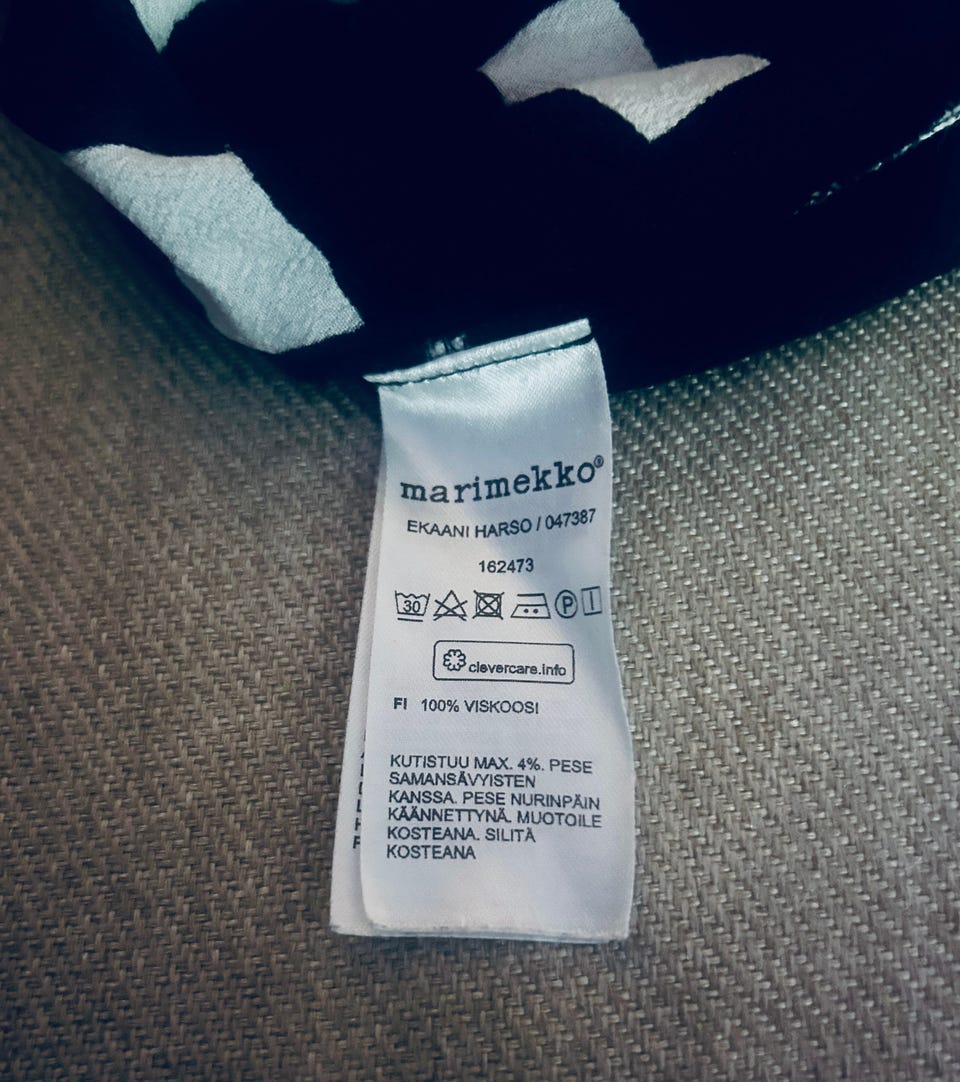 marimekko®
EKAANI HARSO / 047387
162473
30 P
clevercare.info
FI 100% VISKOOSI
KUTISTUU MAX. 4%. PESE
SAMANSÄVYISTEN
KANSSA. PESE NURINPÄIN
KÄÄNNETTYNÄ. MUOTOILE
KOSTEANA. SILITÄ
KOSTEANA